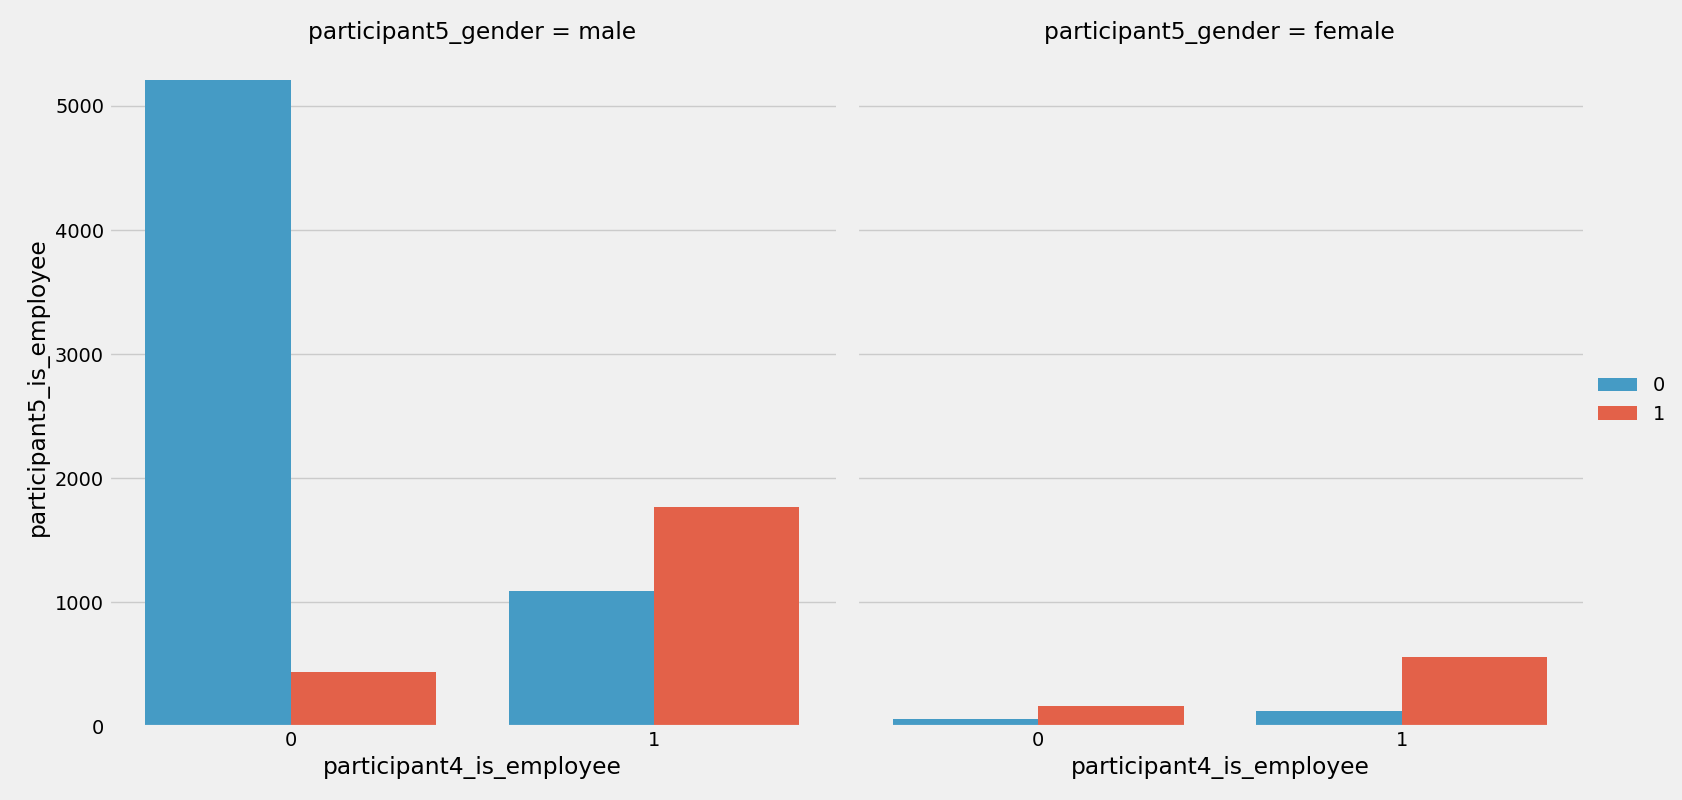 participant5_gender = male
participant5_gender = female
participant5_is_employee
5000
4000
3000
2000
1000
0
0
1
0
1
participant4_is_employee
participant4_is_employee
0
1